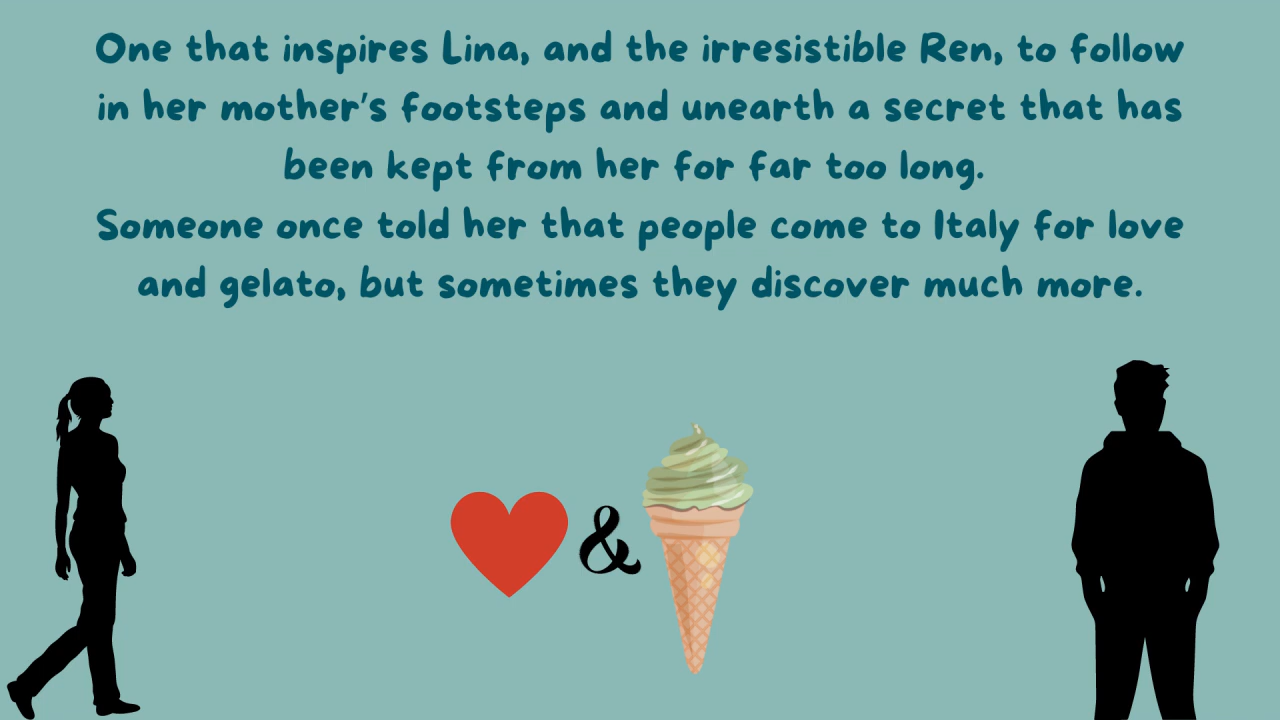 One that inspires Lina, and the irresistible Ren, to follow
in her mother's footsteps and unearth a secret that has
been kept from her for far too long.
Someone once told her that people come to Italy for love
and gelato, but sometimes they discover much more.
&